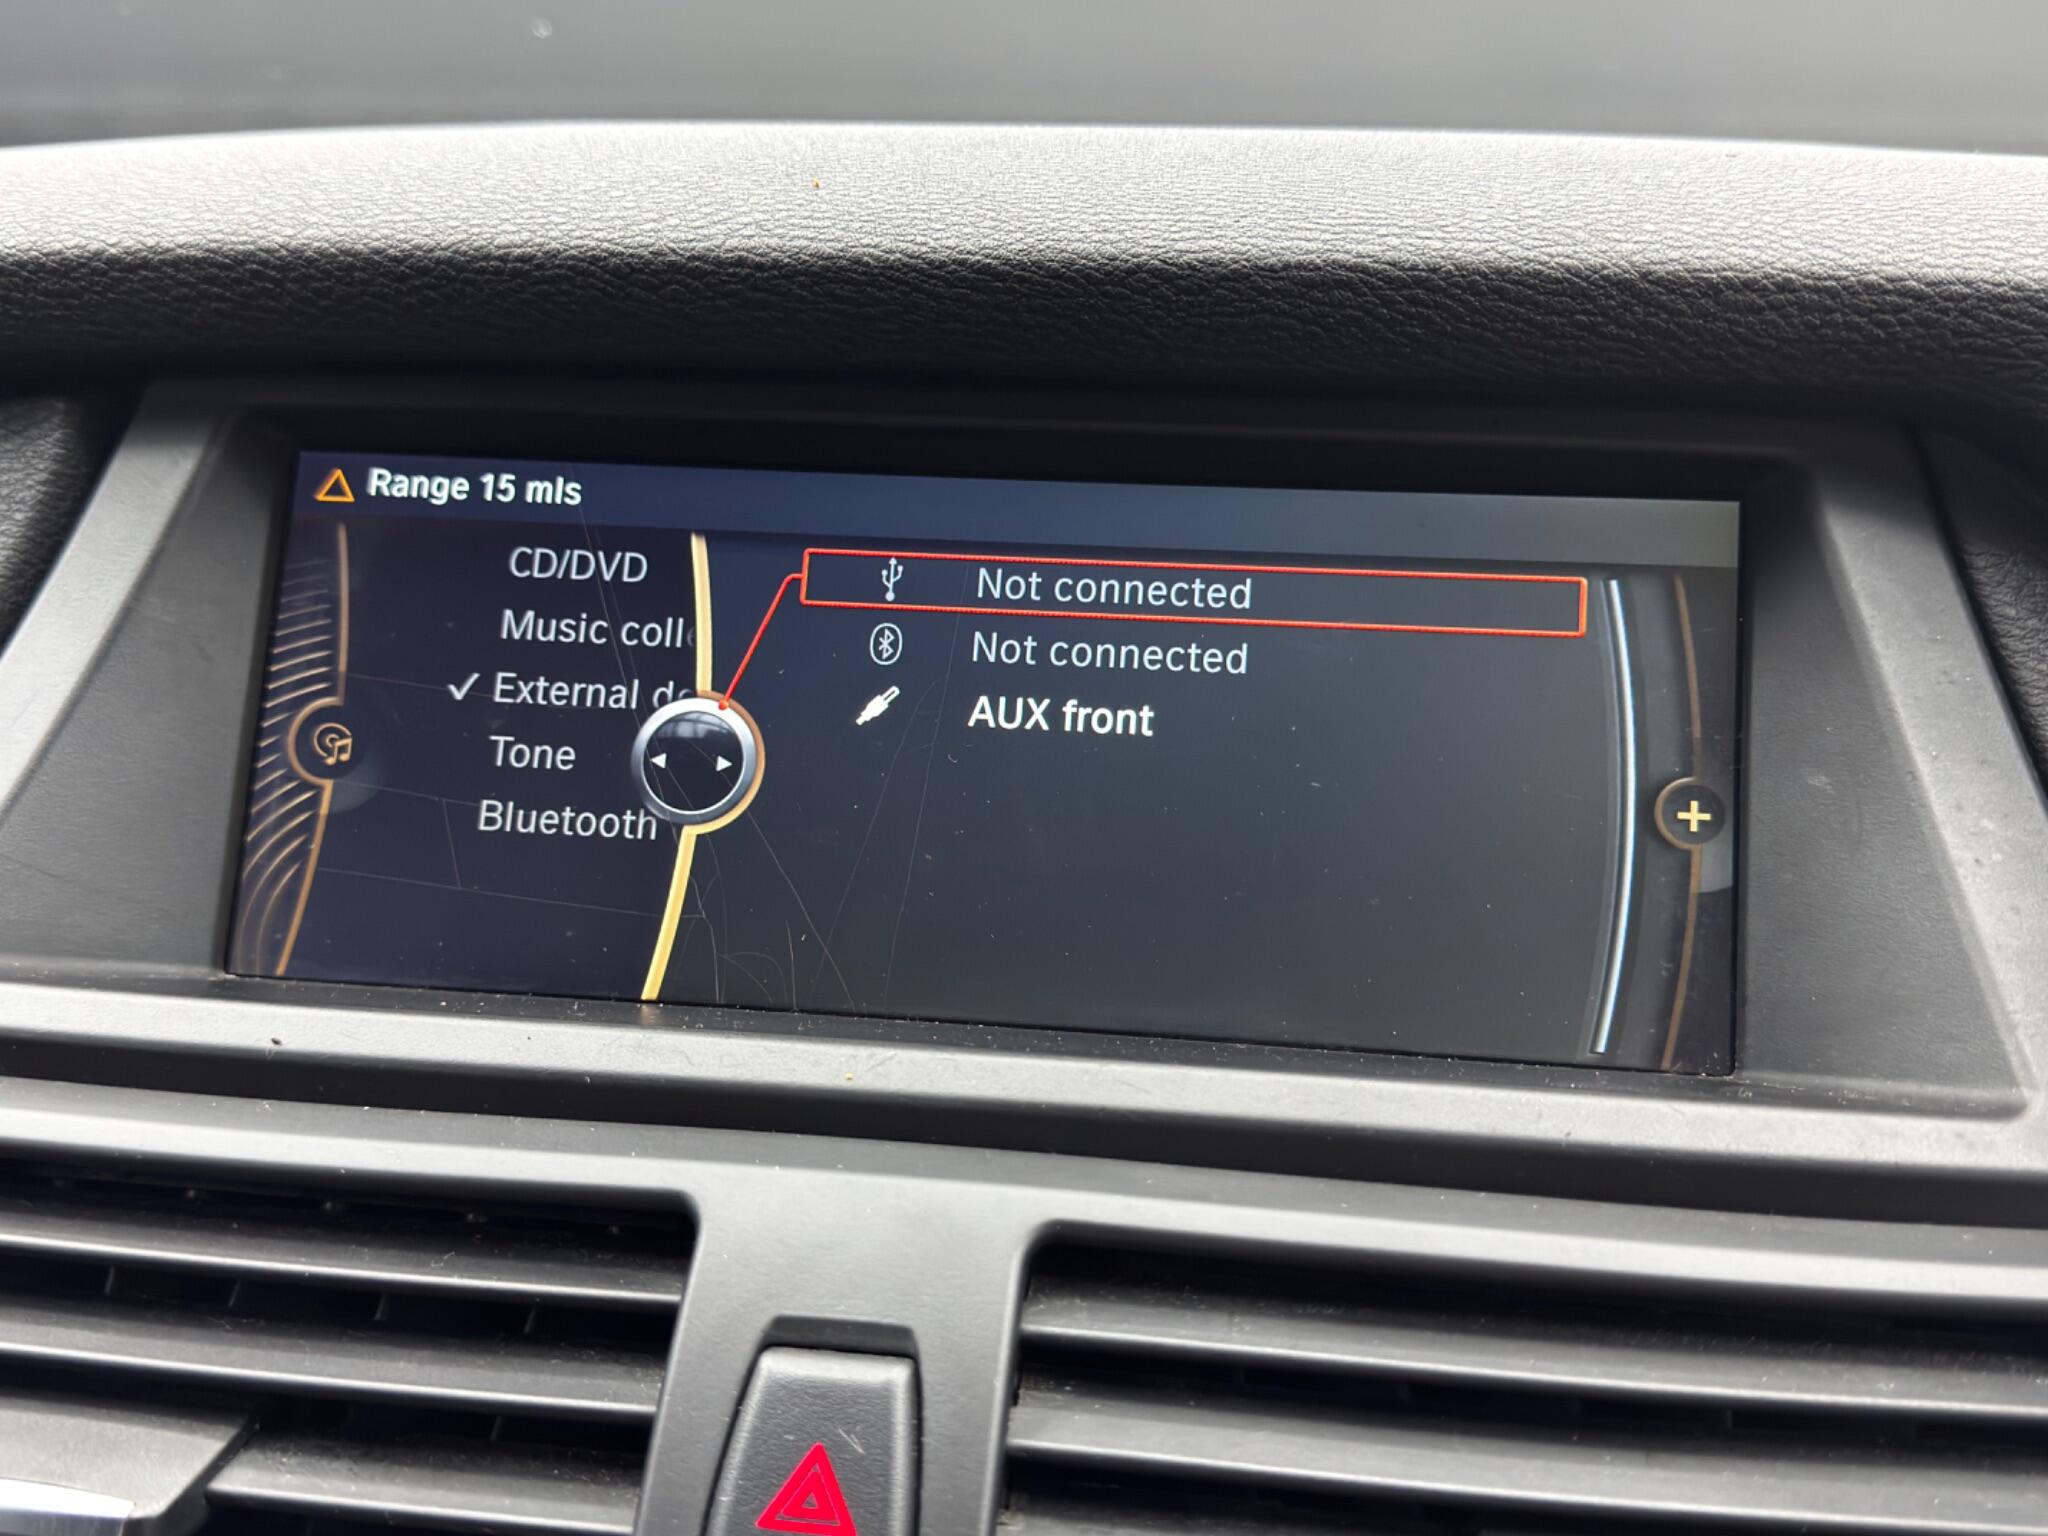 Range 15 mls
CD/DVD
Music coll
✓ External
Tone
Bluetooth
Not connected
Not connected
AUX front
+